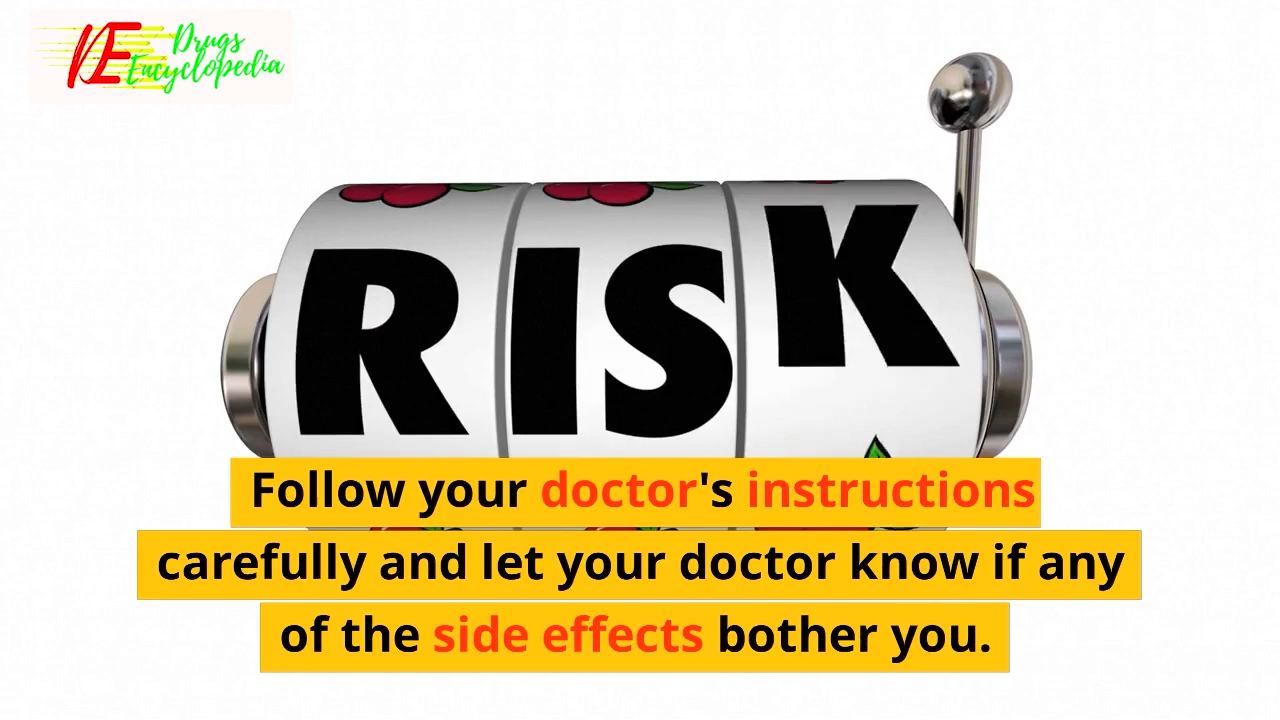 DE Drugs
Encyclopedia
RISK
Follow your doctor's instructions
carefully and let your doctor know if any
of the side effects bother you.